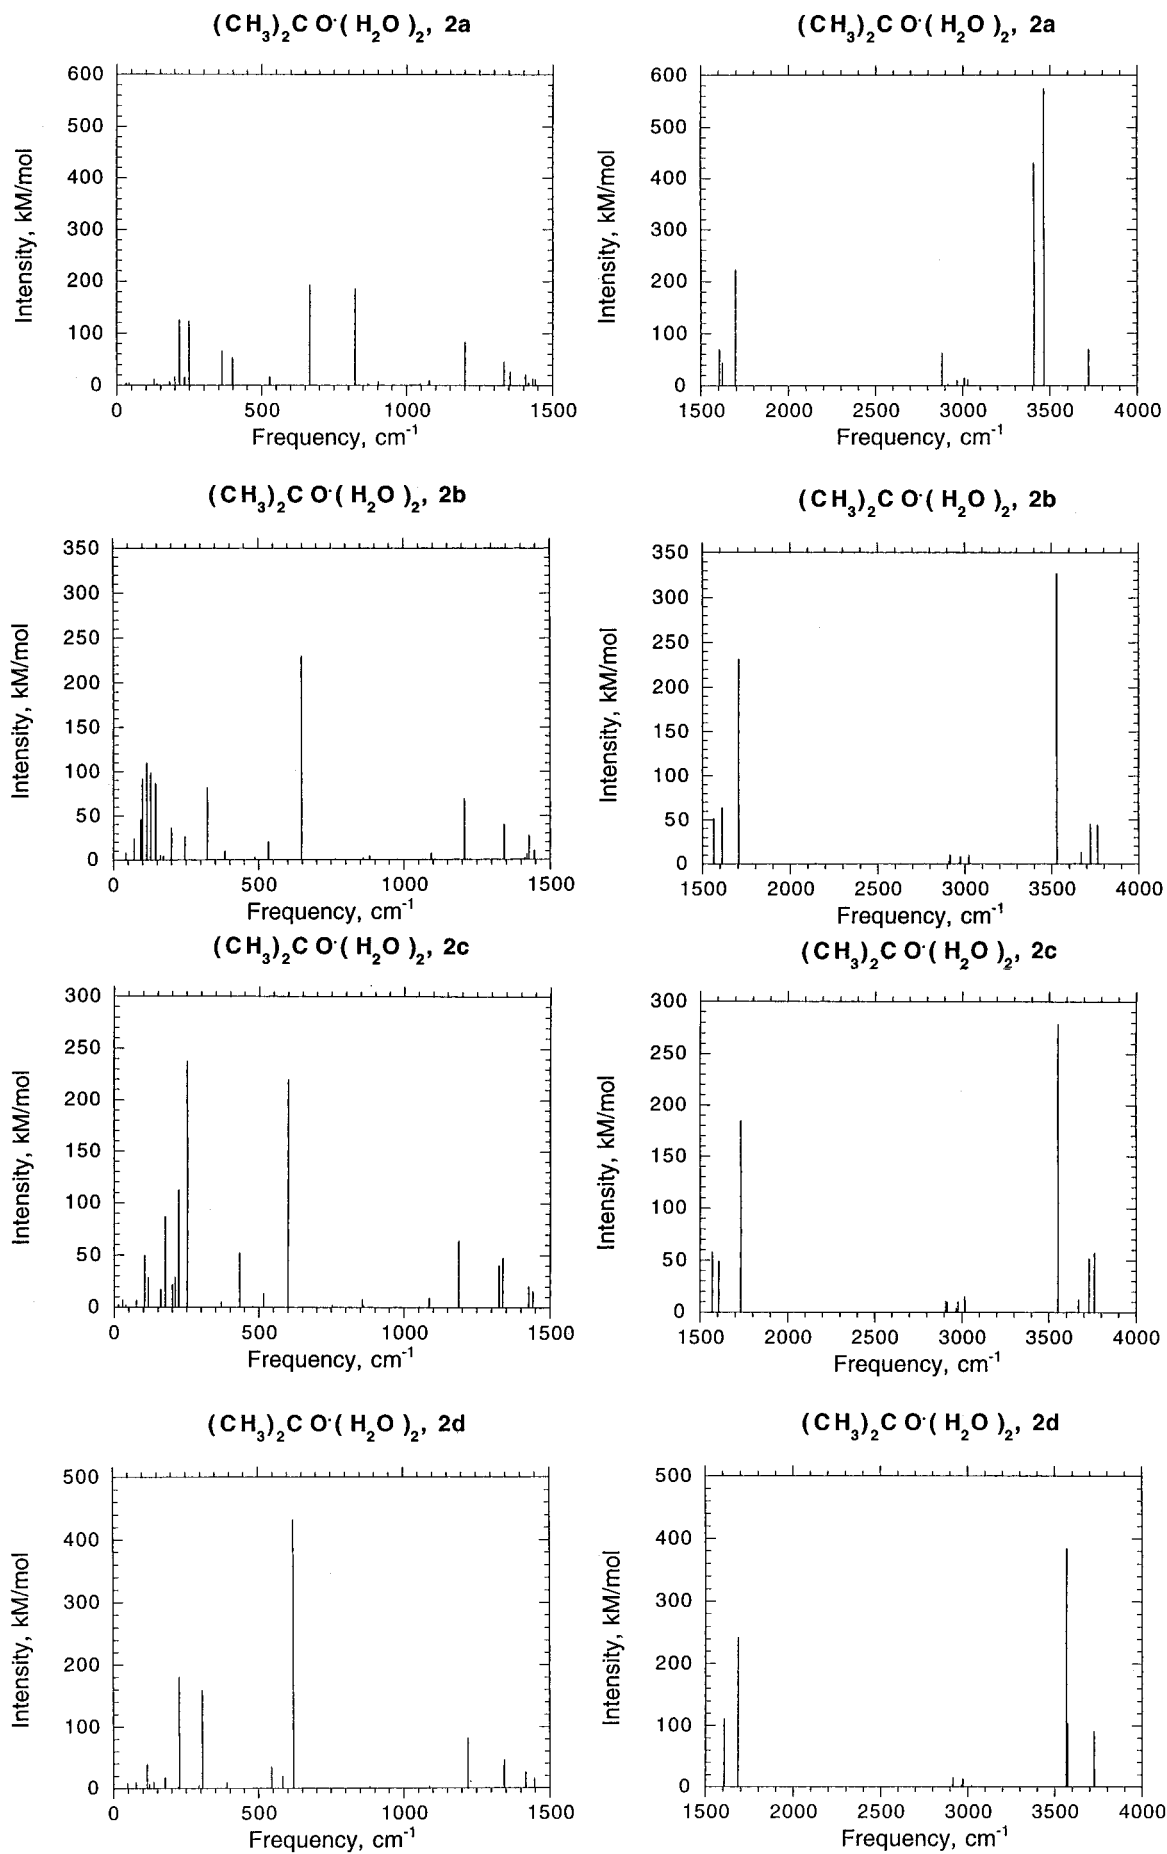 (CH₃)₂CO·(H₂O)₂, 2a
600
500
400
300
200
100
0
Intensity, kM/mol
0 500 1000 1500
Frequency, cm⁻¹
(CH₃)₂CO·(H₂O)₂, 2a
600
500
400
300
200
100
0
Intensity, kM/mol
1500 2000 2500 3000 3500 4000
Frequency, cm⁻¹
(CH₃)₂CO·(H₂O)₂, 2b
350
300
250
200
150
100
50
0
Intensity, kM/mol
0 500 1000 1500
Frequency, cm⁻¹
(CH₃)₂CO·(H₂O)₂, 2b
350
300
250
200
150
100
50
0
Intensity, kM/mol
1500 2000 2500 3000 3500 4000
Frequency, cm⁻¹
(CH₃)₂CO·(H₂O)₂, 2c
300
250
200
150
100
50
0
Intensity, kM/mol
0 500 1000 1500
Frequency, cm⁻¹
(CH₃)₂CO·(H₂O)₂, 2c
300
250
200
150
100
50
0
Intensity, kM/mol
1500 2000 2500 3000 3500 4000
Frequency, cm⁻¹
(CH₃)₂CO·(H₂O)₂, 2d
500
400
300
200
100
0
Intensity, kM/mol
0 500 1000 1500
Frequency, cm⁻¹
(CH₃)₂CO·(H₂O)₂, 2d
500
400
300
200
100
0
Intensity, kM/mol
1500 2000 2500 3000 3500 4000
Frequency, cm⁻¹